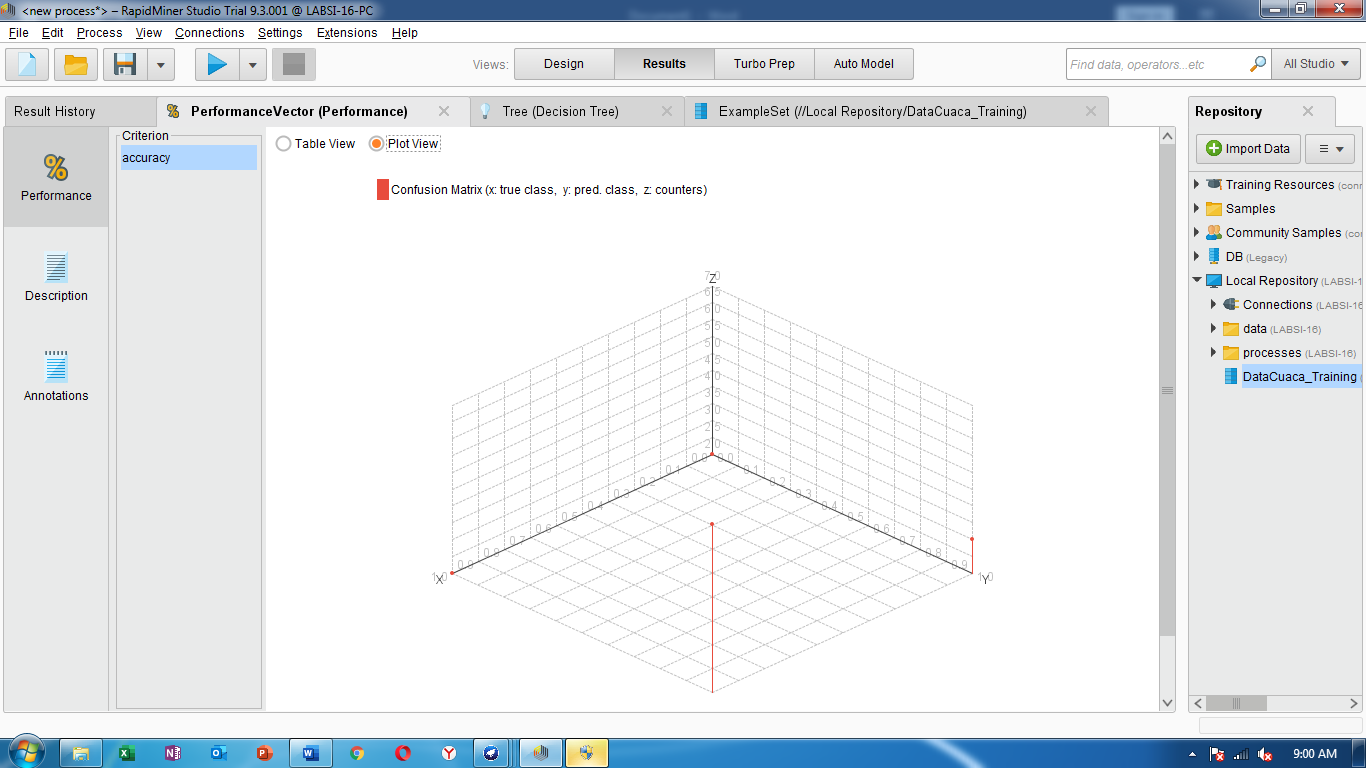 <new process*> – RapidMiner Studio Trial 9.3.001 @ LABSI-16-PC
File Edit Process View Connections Settings Extensions Help
Views: Design Results Turbo Prep Auto Model
Find data, operators...etc All Studio
Result History
PerformanceVector (Performance)
Tree (Decision Tree)
ExampleSet (//Local Repository/DataCuaca_Training)
Repository
Performance
Description
Annotations
Criterion
accuracy
Table View Plot View
Confusion Matrix (x: true class, y: pred. class, z: counters)
Z
X
Y
Import Data
Training Resources
Samples
Community Samples
DB (Legacy)
Local Repository
Connections
data (LABSI-16)
processes (LABSI-16)
DataCuaca_Training
9:00 AM